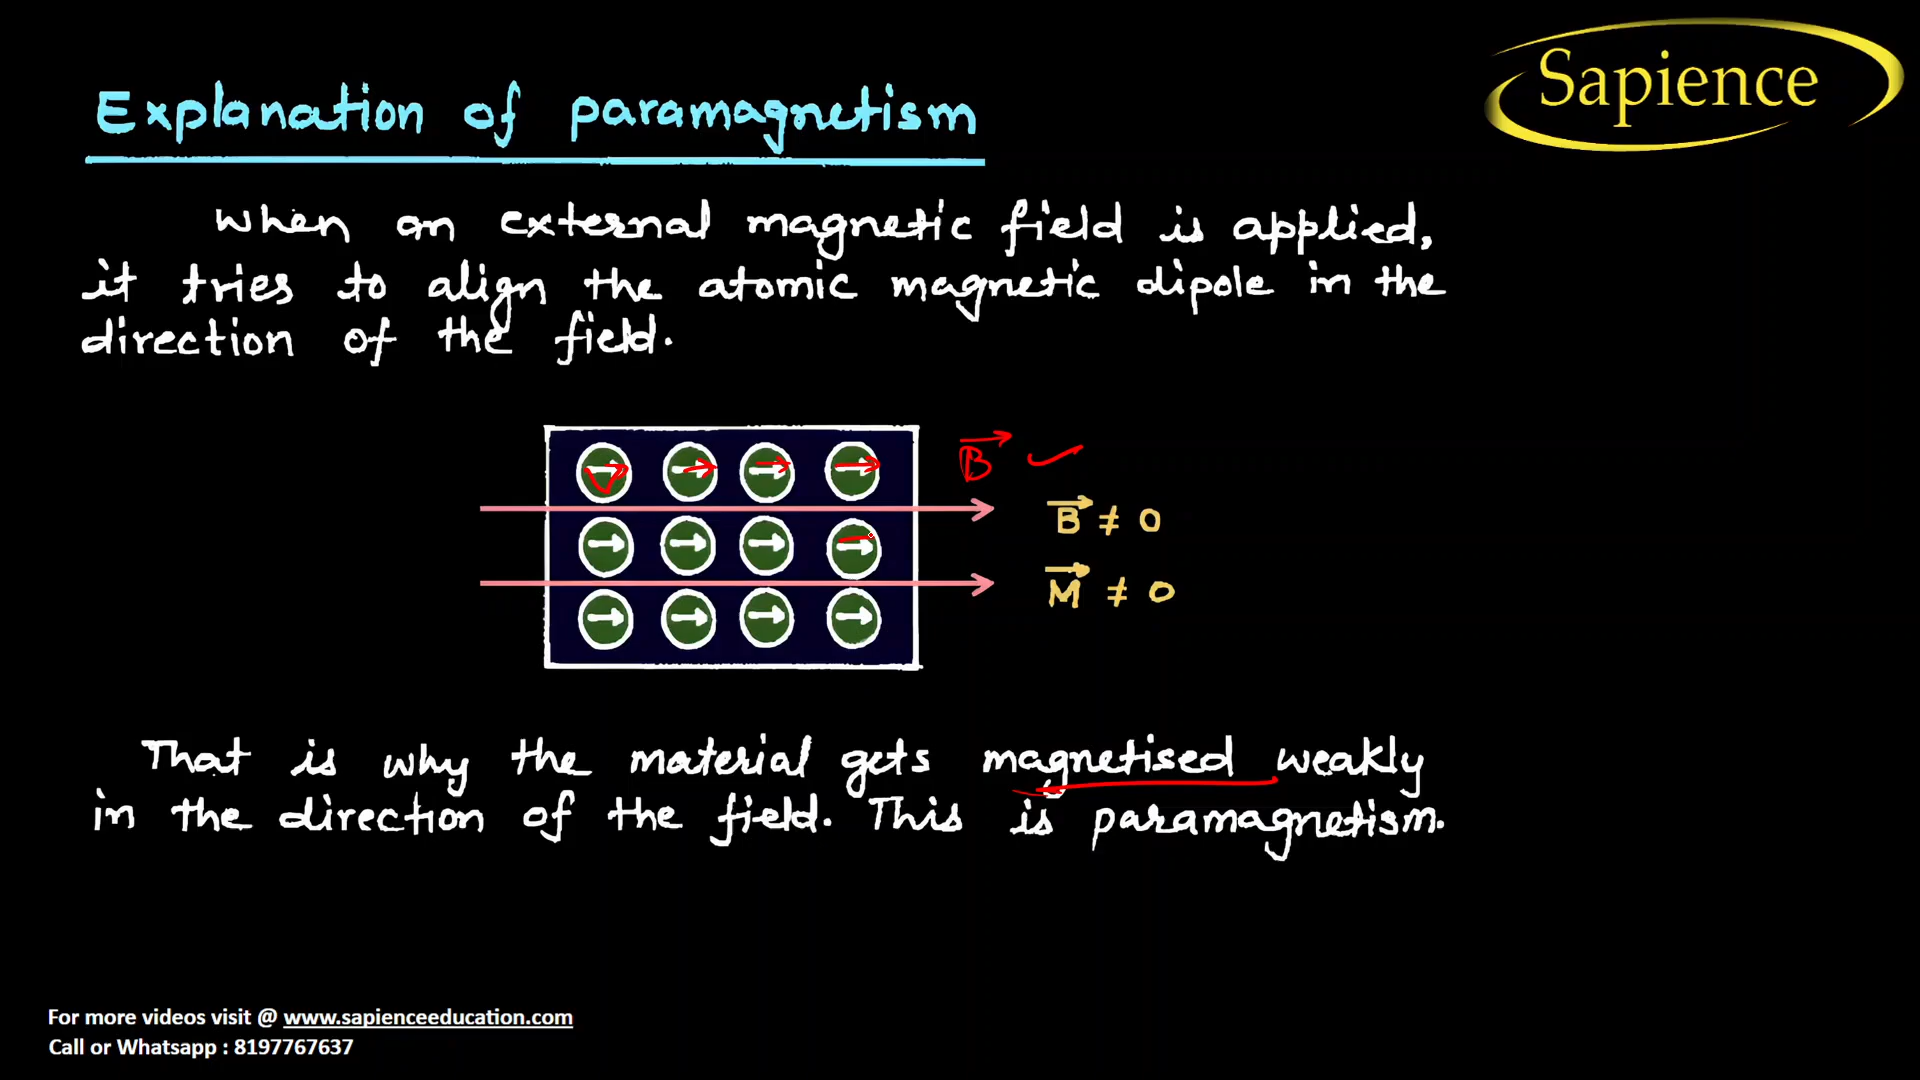 Sapience
Explanation of paramagnetism
When an external magnetic field is applied,
it tries to align the atomic magnetic dipole in the
direction of the field.
B
B ≠ 0
M ≠ 0
That is why the material gets magnetised weakly
in the direction of the field. This is paramagnetism.
For more videos visit @ www.sapienceeducation.com
Call or Whatsapp : 8197767637